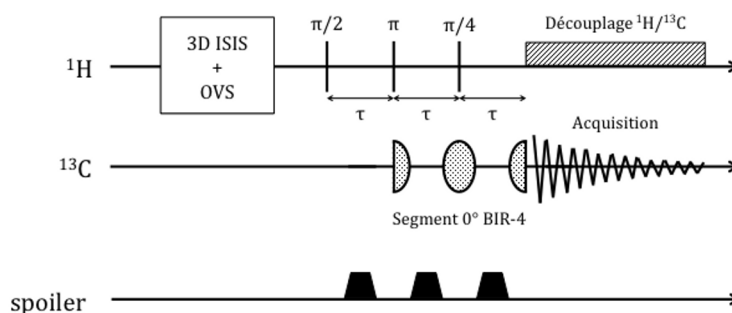 π/2 π π/4 Découplage ¹H/¹³C
3D ISIS
+
OVS
¹H
τ τ τ
Acquisition
¹³C
Segment 0° BIR-4
spoiler